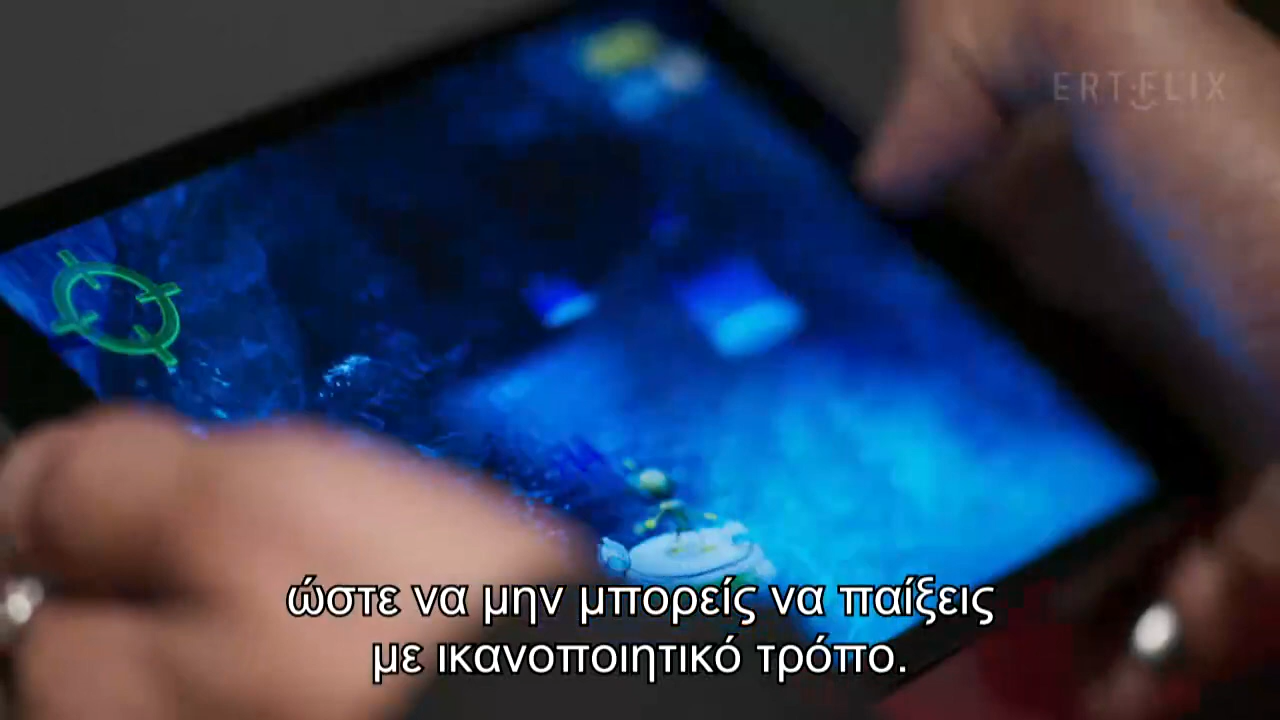 ERTFLIX
ώστε να μην μπορείς να παίξεις
με ικανοποιητικό τρόπο.